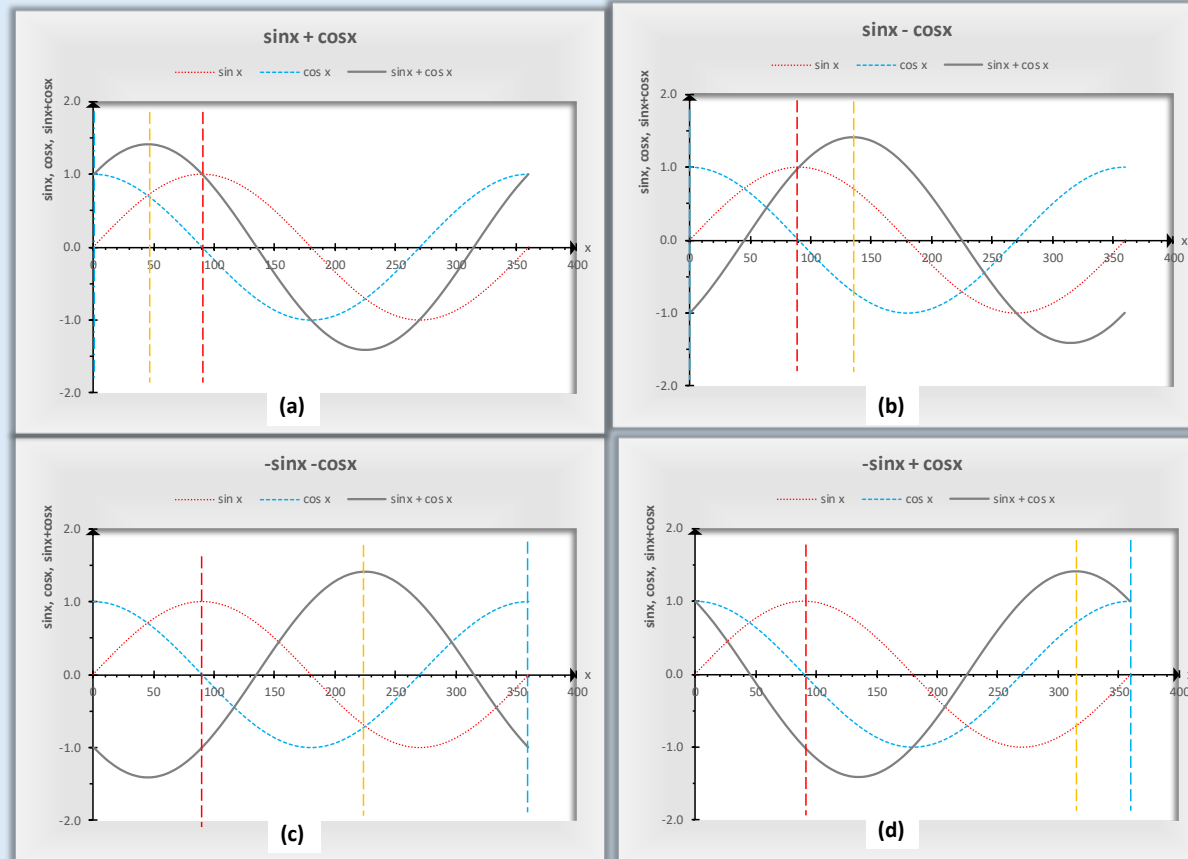 sinx + cosx
sin x cos x sinx + cos x
sinx, cosx, sinx+cosx
2.0
1.0
0.0
-1.0
-2.0
0 50 100 150 200 250 300 350 400
x
(a)
sinx - cosx
sin x cos x sinx + cos x
sinx, cosx, sinx+cosx
2.0
1.0
0.0
-1.0
-2.0
0 50 100 150 200 250 300 350 400
x
(b)
-sinx -cosx
sin x cos x sinx + cos x
sinx, cosx, sinx+cosx
2.0
1.0
0.0
-1.0
-2.0
0 50 100 150 200 250 300 350 400
x
(c)
-sinx + cosx
sin x cos x sinx + cos x
sinx, cosx, sinx+cosx
2.0
1.0
0.0
-1.0
-2.0
0 50 100 150 200 250 300 350 400
(d)